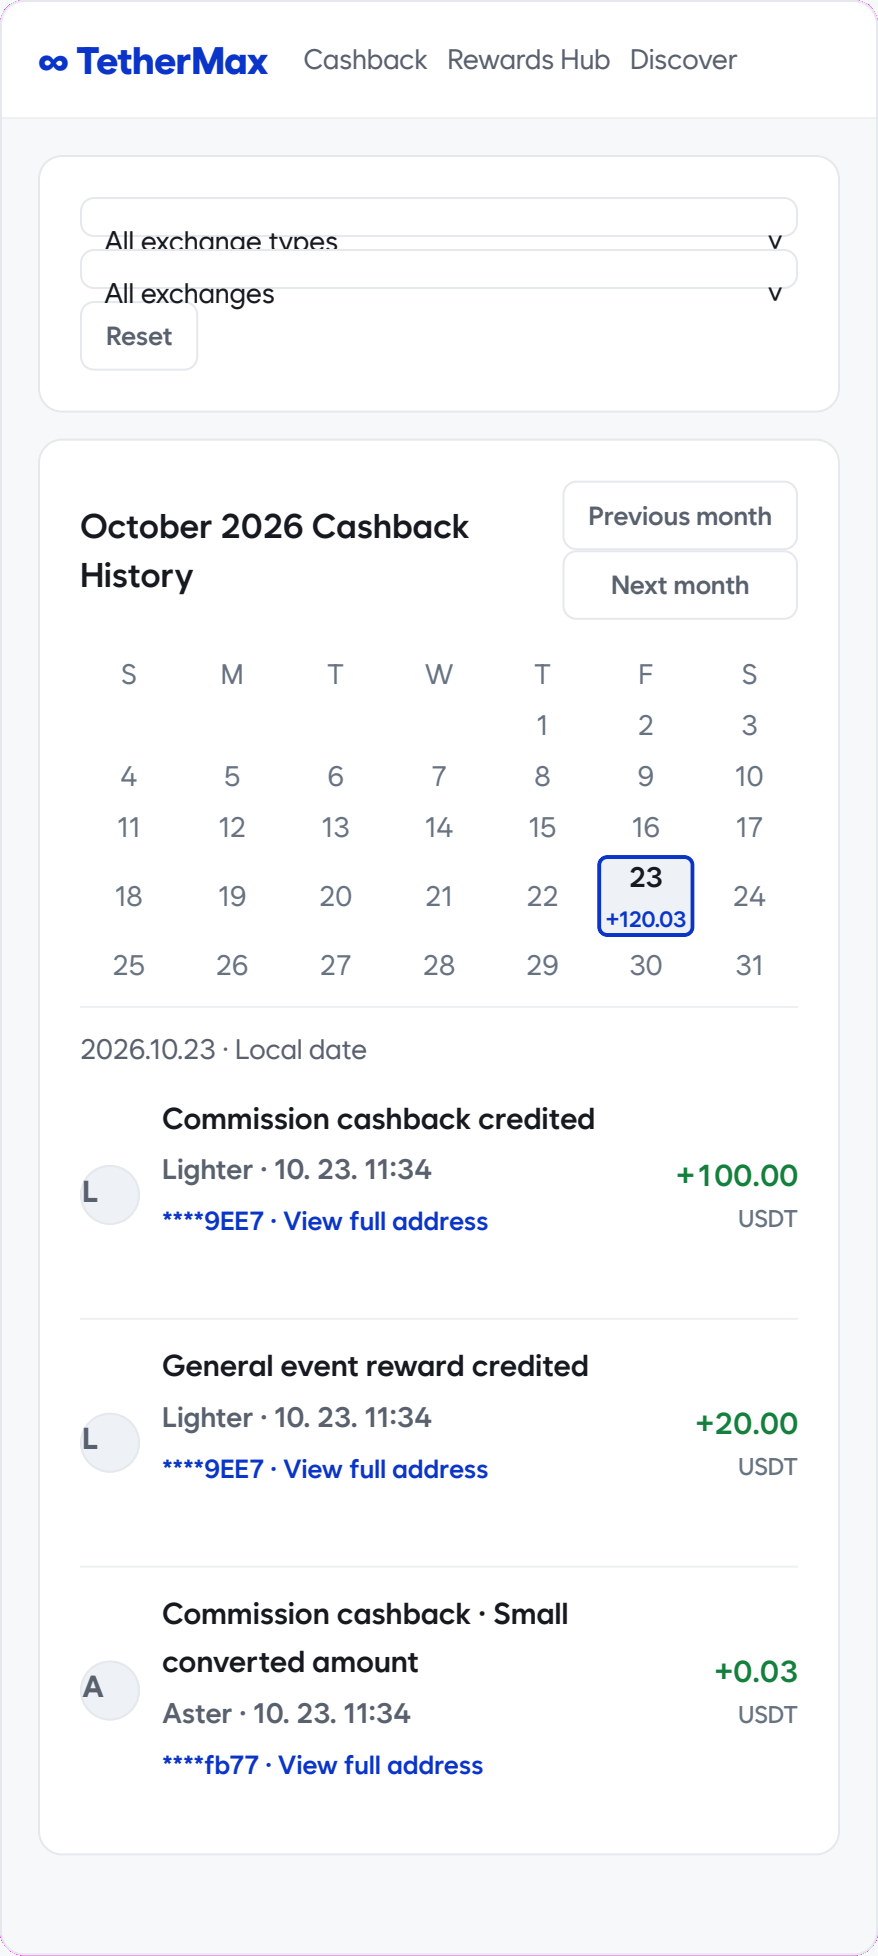 ∞ TetherMax Cashback Rewards Hub Discover
All exchange types v
All exchanges v
Reset
October 2026 Cashback
History
Previous month
Next month
S M T W T F S
1 2 3
4 5 6 7 8 9 10
11 12 13 14 15 16 17
18 19 20 21 22 23 24
+120.03
25 26 27 28 29 30 31
2026.10.23 · Local date
Commission cashback credited
L
Lighter · 10. 23. 11:34
+100.00
****9EE7 · View full address
USDT
General event reward credited
L
Lighter · 10. 23. 11:34
+20.00
****9EE7 · View full address
USDT
Commission cashback · Small
converted amount
A
+0.03
Aster · 10. 23. 11:34
USDT
****fb77 · View full address